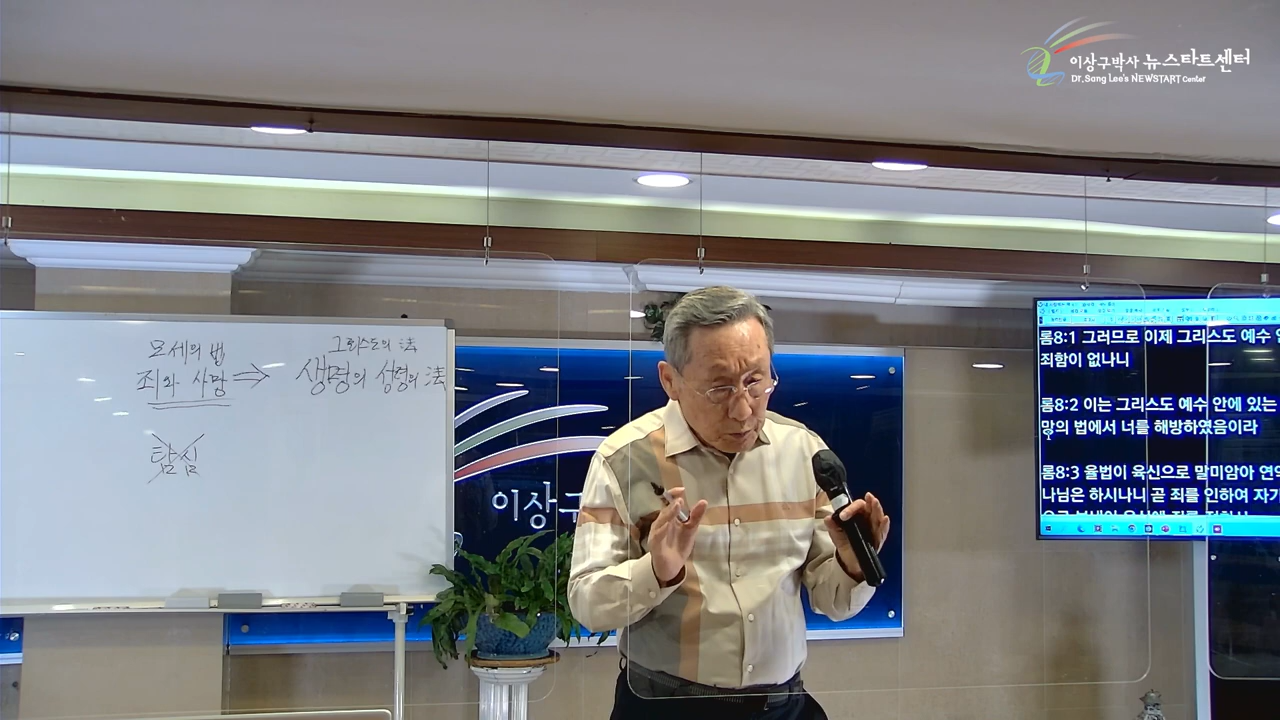 이상구박사 뉴스타트센터
Dr. Sang Lee's NEWSTART Center
모세의 법
죄와 사망 ⇒
탐심
그리스도의 法
생명의 성령의 法
이상구
롬8:1 그러므로 이제 그리스도 예수
죄함이 없나니
롬8:2 이는 그리스도 예수 안에 있는
망의 법에서 너를 해방하였음이라
롬8:3 율법이 육신으로 말미암아
나님은 하시나니 곧 죄를 인하여 자기